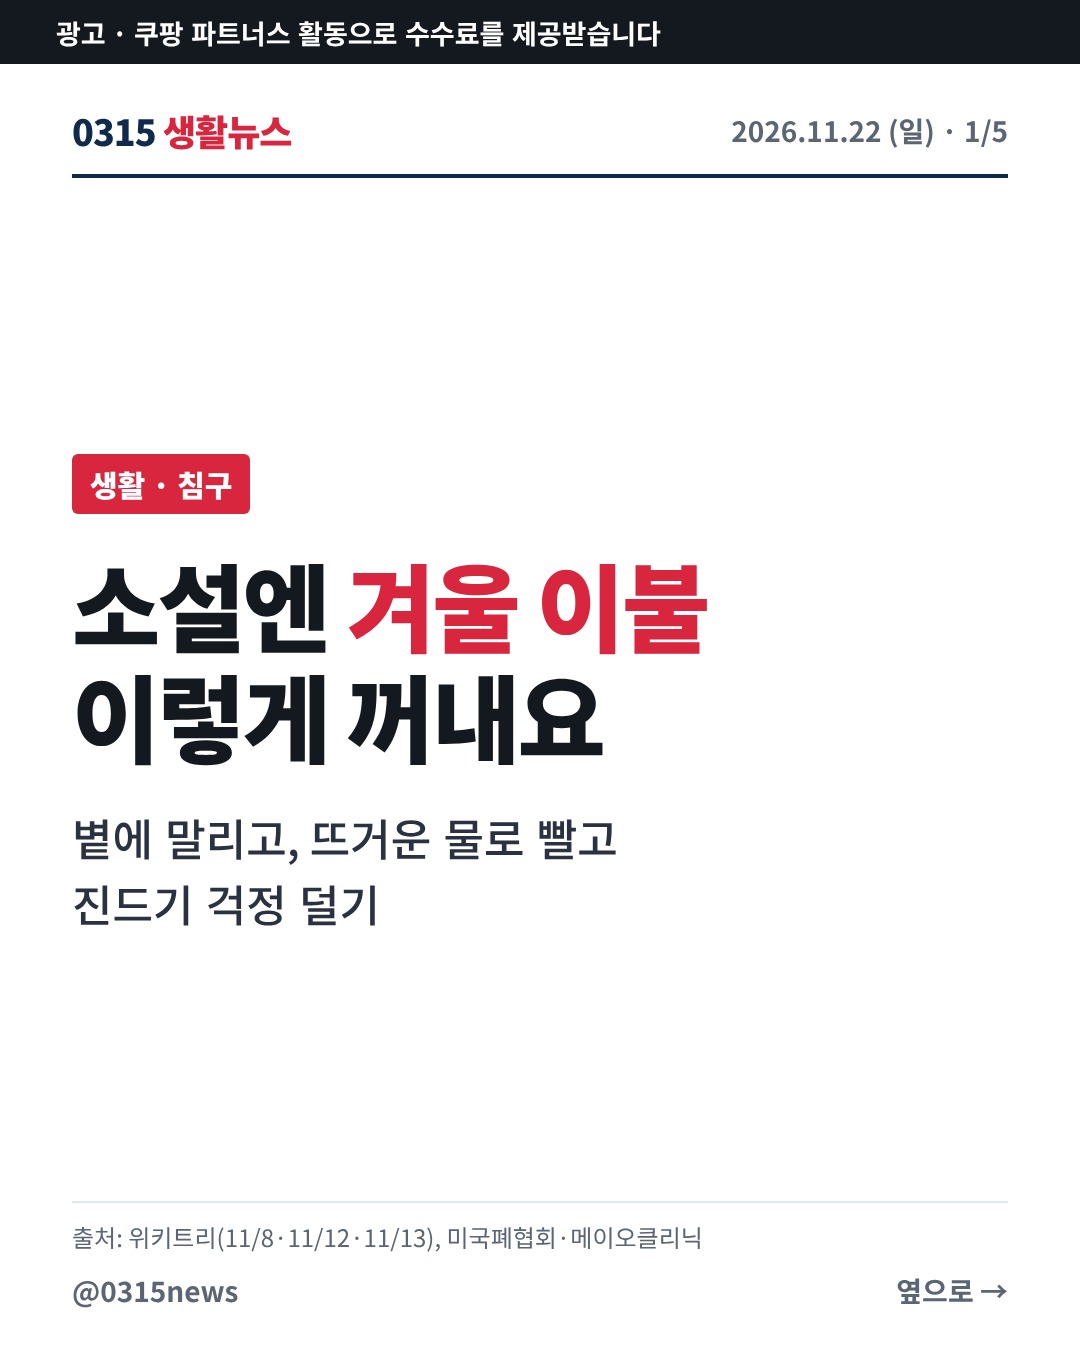 광고 · 쿠팡 파트너스 활동으로 수수료를 제공받습니다
0315 생활뉴스
2026.11.22 (일) · 1/5
생활 · 침구
소설엔 겨울 이불
이렇게 꺼내요
볕에 말리고, 뜨거운 물로 빨고
진드기 걱정 덜기
출처: 위키트리(11/8·11/12·11/13), 미국폐협회·메이오클리닉
@0315news
옆으로 →